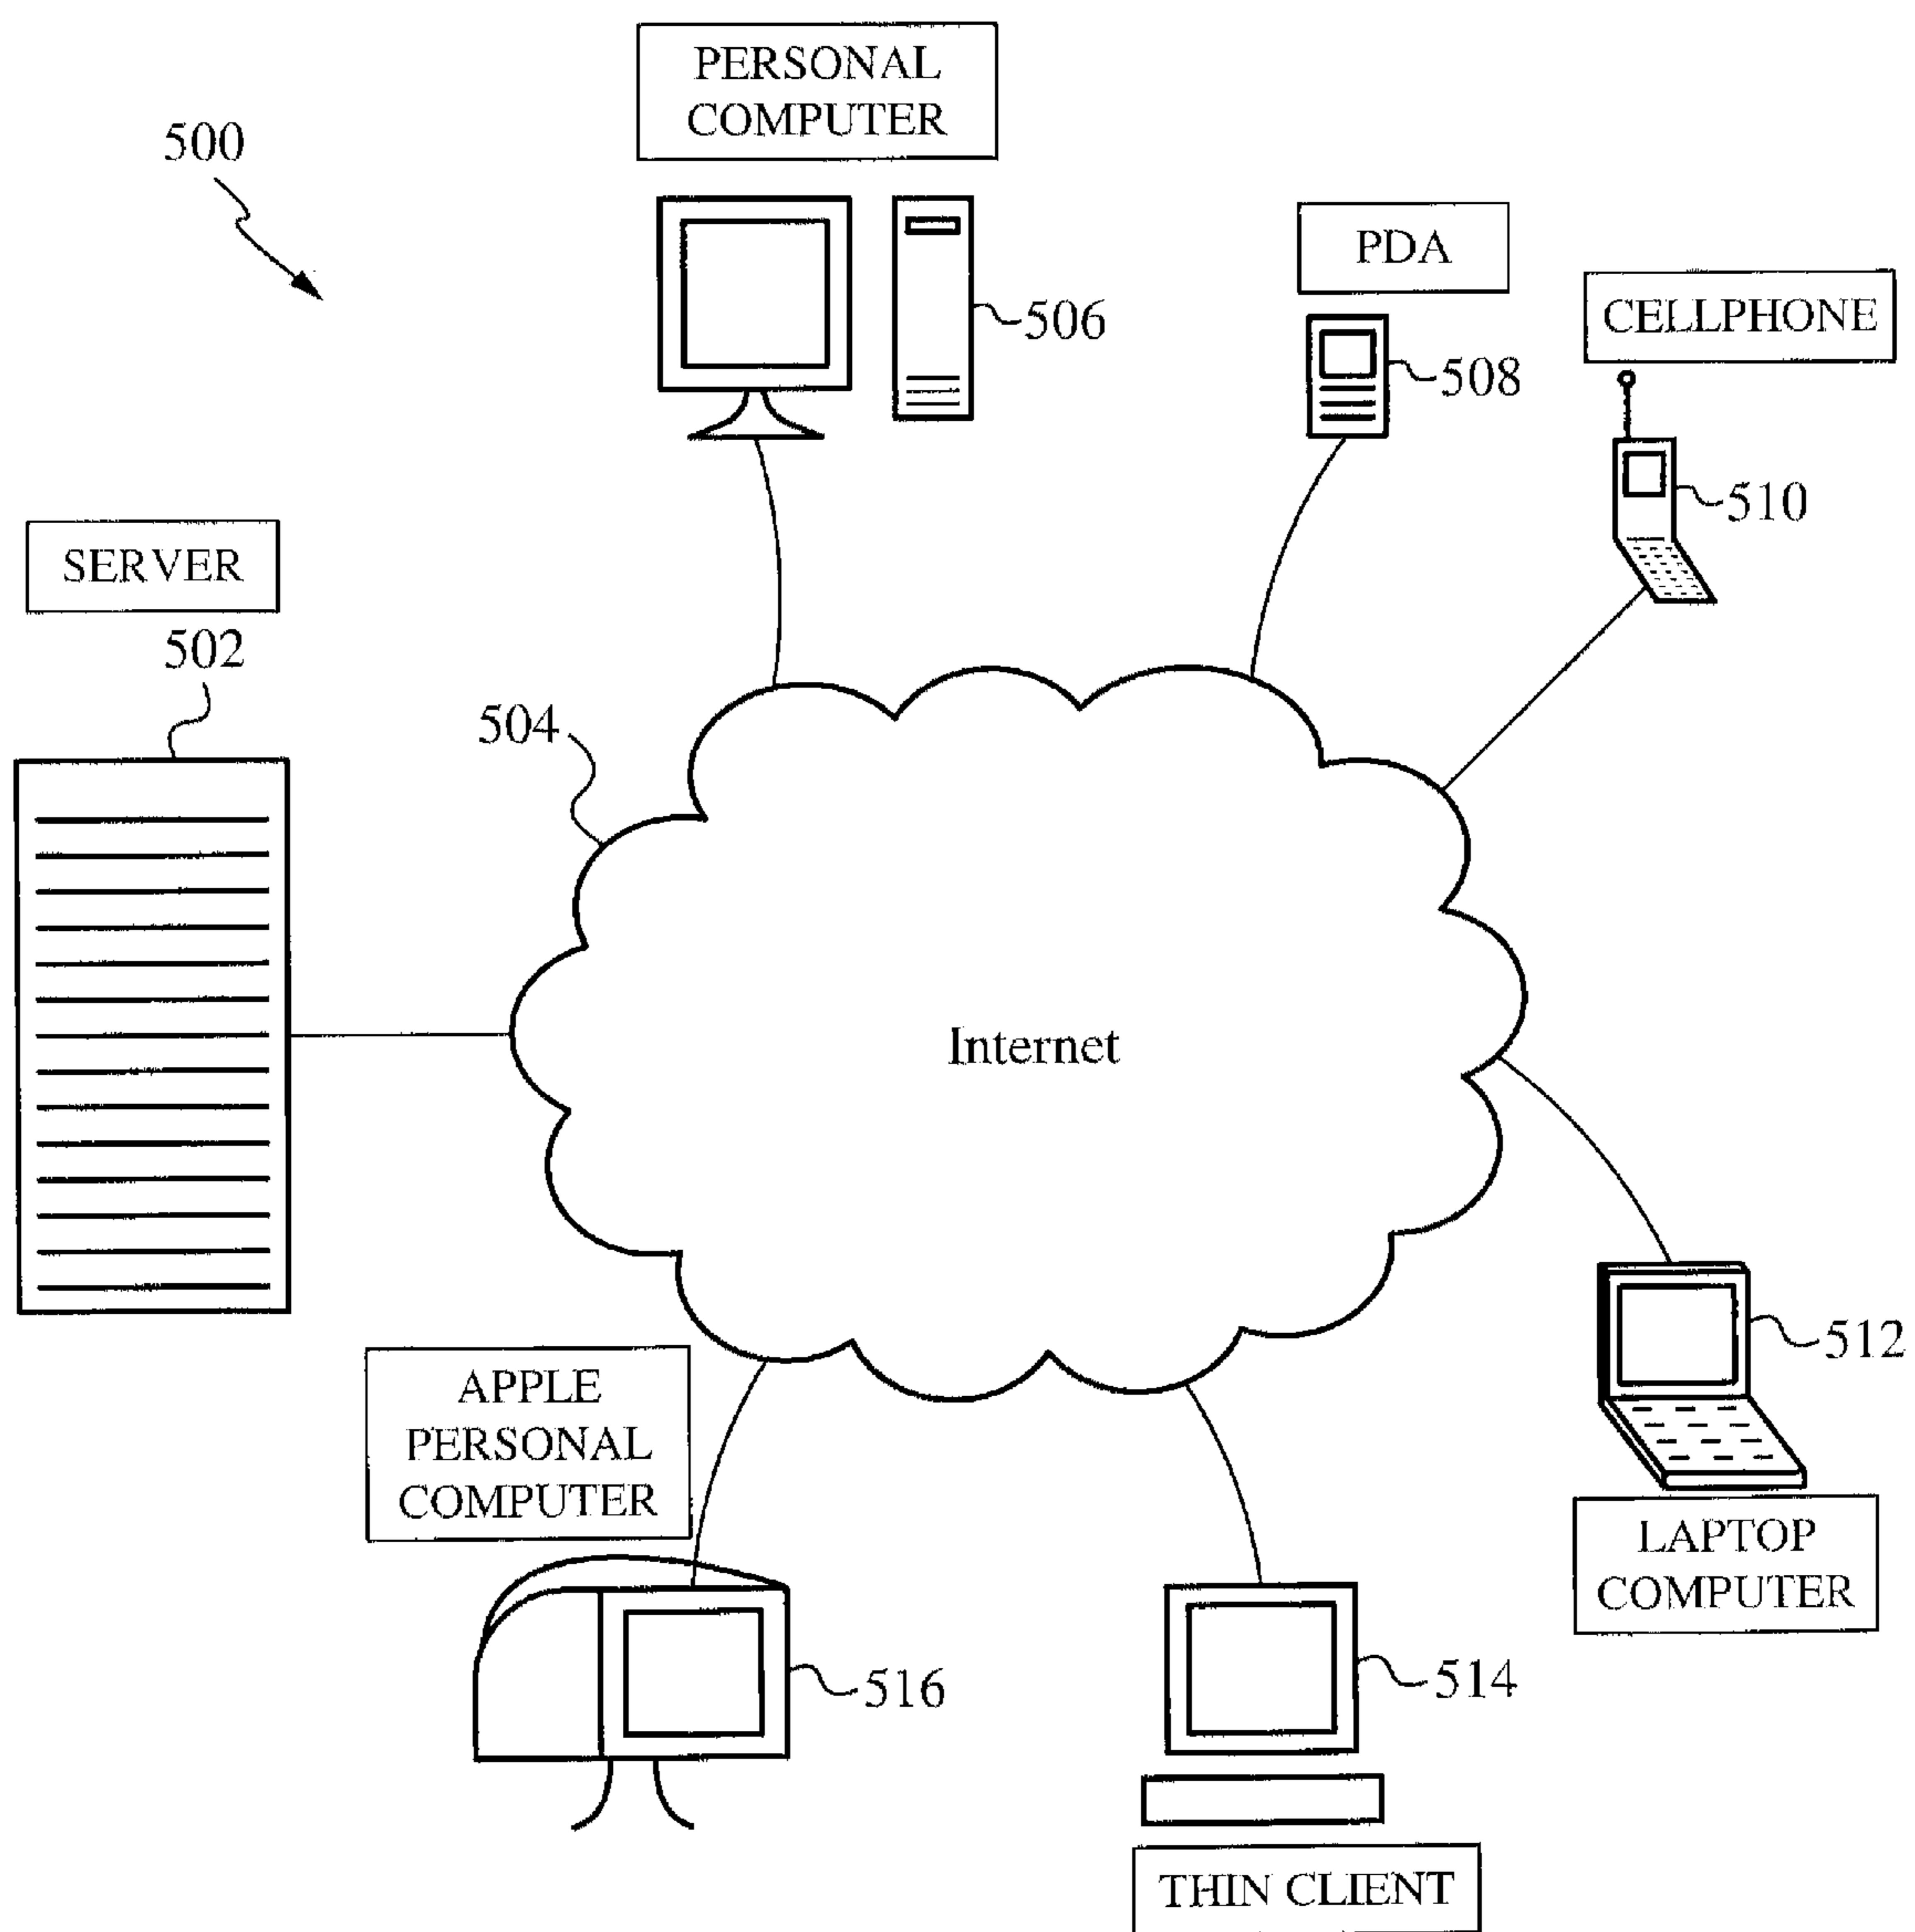 PERSONAL
COMPUTER
500
PDA
506
CELLPHONE
508
510
SERVER
502
504
Internet
512
APPLE
PERSONAL
COMPUTER
LAPTOP
COMPUTER
516
514
THIN CLIENT